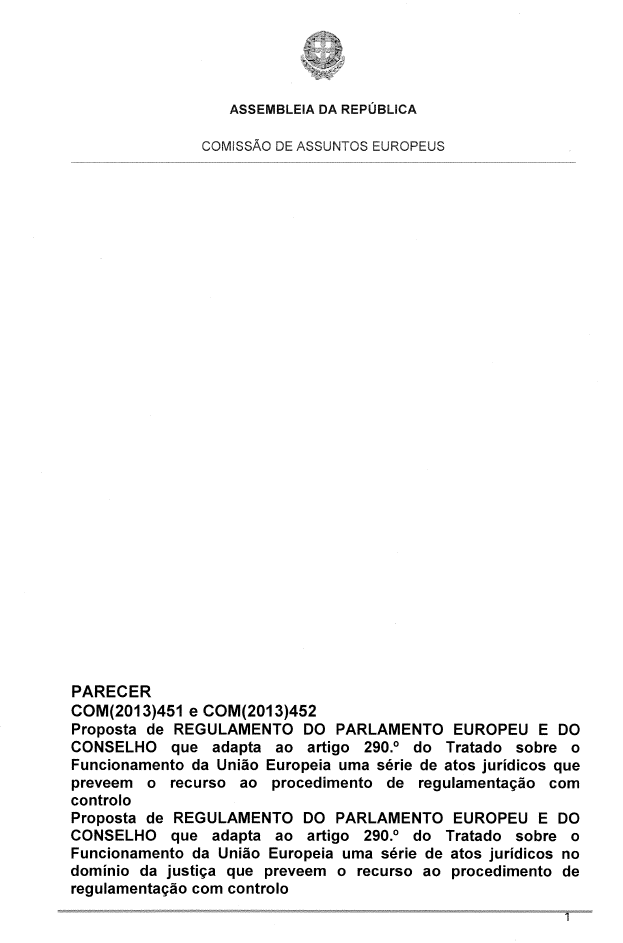 ASSEMBLEIA DA REPÚBLICA
COMISSÃO DE ASSUNTOS EUROPEUS
PARECER
COM(2013)451 e COM(2013)452
Proposta de REGULAMENTO DO PARLAMENTO EUROPEU E DO
CONSELHO que adapta ao artigo 290.º do Tratado sobre o
Funcionamento da União Europeia uma série de atos jurídicos que
preveem o recurso ao procedimento de regulamentação com
controlo
Proposta de REGULAMENTO DO PARLAMENTO EUROPEU E DO
CONSELHO que adapta ao artigo 290.º do Tratado sobre o
Funcionamento da União Europeia uma série de atos jurídicos no
domínio da justiça que preveem o recurso ao procedimento de
regulamentação com controlo
1